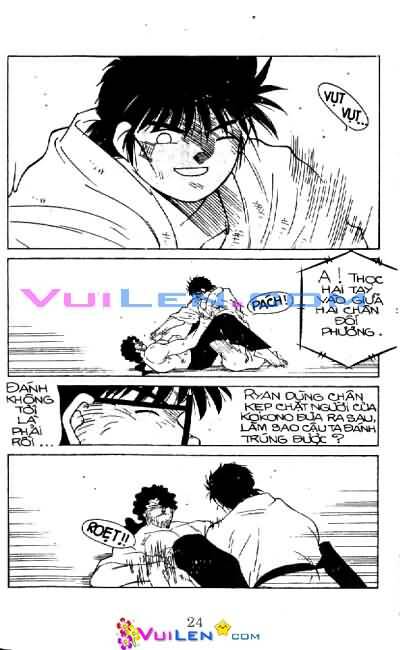 VỤT
VỤT...
A! THỌC
HAI TAY
VÀO GIỮA
HAI CHÂN
ĐỐI
PHƯƠNG.
VUILEN.COM
PẠCH!
ĐÁNH
KHÔNG
TỚI
LÀ
PHẢI
RỒI...
RYAN DÙNG CHÂN
KẸP CHẶT NGƯỜI CỦA
KOKONO ĐƯA RA SAU,
LÀM SAO CẬU TA ĐÁNH
TRÚNG ĐƯỢC?
ROẸT!!
24
VUILEN.COM